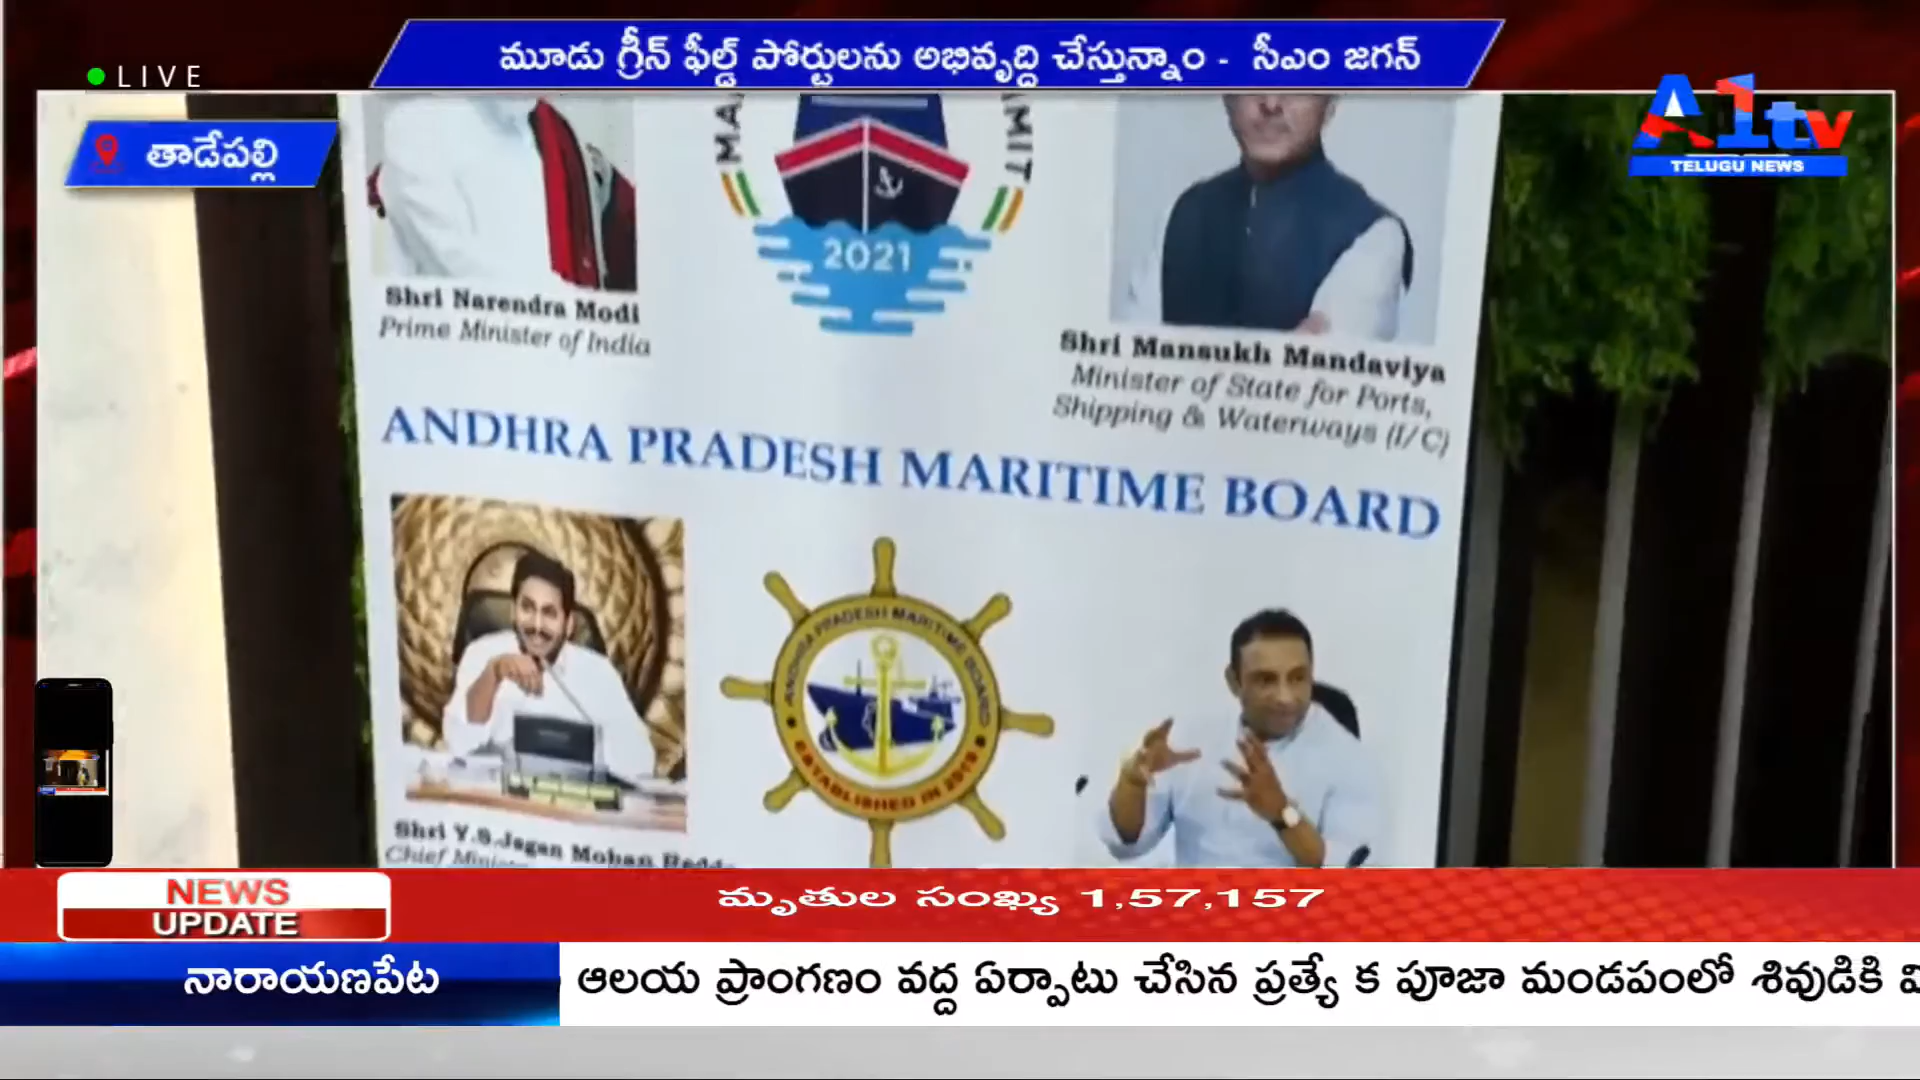 మూడు గ్రీన్ ఫీల్డ్ పోర్టులను అభివృద్ది చేస్తున్నాం - సీఎం జగన్
LIVE
తాడేపల్లి
A1tv
TELUGU NEWS
2021
Shri Narendra Modi
Prime Minister of India
Shri Mansukh Mandaviya
Minister of State for Ports,
Shipping & Waterways (I/C)
ANDHRA PRADESH MARITIME BOARD
ANDHRA PRADESH MARITIME BOARD
ESTABLISHED IN 2019
Shri Y.S.Jagan Mohan Reddy
NEWS
UPDATE
మృతుల సంఖ్య 1,57,157
నారాయణపేట
ఆలయ ప్రాంగణం వద్ద ఏర్పాటు చేసిన ప్రత్యే క పూజా మండపంలో శివుడికి